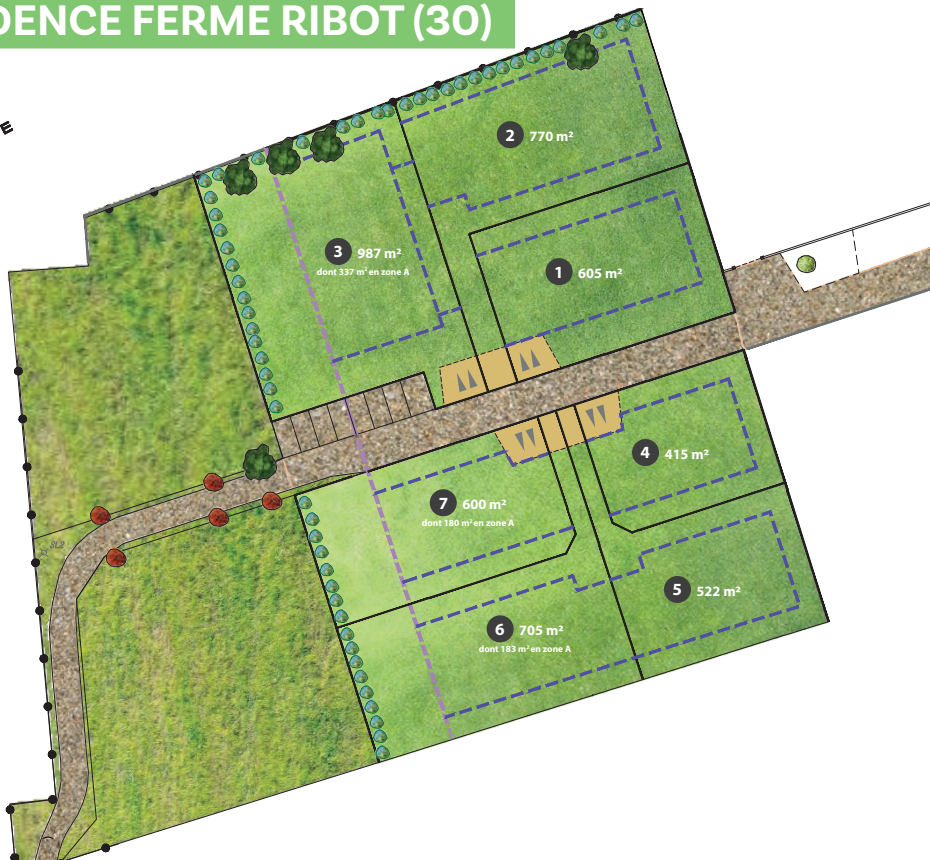 DENCE FERME RIBOT (30)
E
2 770 m²
3 987 m²
dont 337 m² en zone A
1 605 m²
4 415 m²
7 600 m²
dont 180 m² en zone A
5 522 m²
6 705 m²
dont 183 m² en zone A